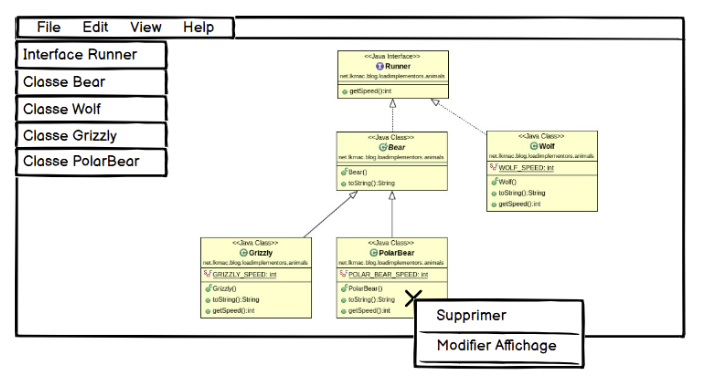 File Edit View Help
Interface Runner
Classe Bear
Classe Wolf
Classe Grizzly
Classe PolarBear
<<Java Interface>>
Runner
net.lkmac.blog.loadimplementors.animals
getSpeed():int
<<Java Class>>
Bear
net.lkmac.blog.loadimplementors.animals
Bear()
toString():String
<<Java Class>>
Wolf
net.lkmac.blog.loadimplementors.animals
WOLF_SPEED: int
Wolf()
toString():String
getSpeed():int
<<Java Class>>
Grizzly
net.lkmac.blog.loadimplementors.animals
GRIZZLY_SPEED: int
Grizzly()
toString():String
getSpeed():int
<<Java Class>>
PolarBear
net.lkmac.blog.loadimplementors.animals
POLAR_BEAR_SPEED: int
PolarBear()
toString():String
getSpeed():int
Supprimer
Modifier Affichage